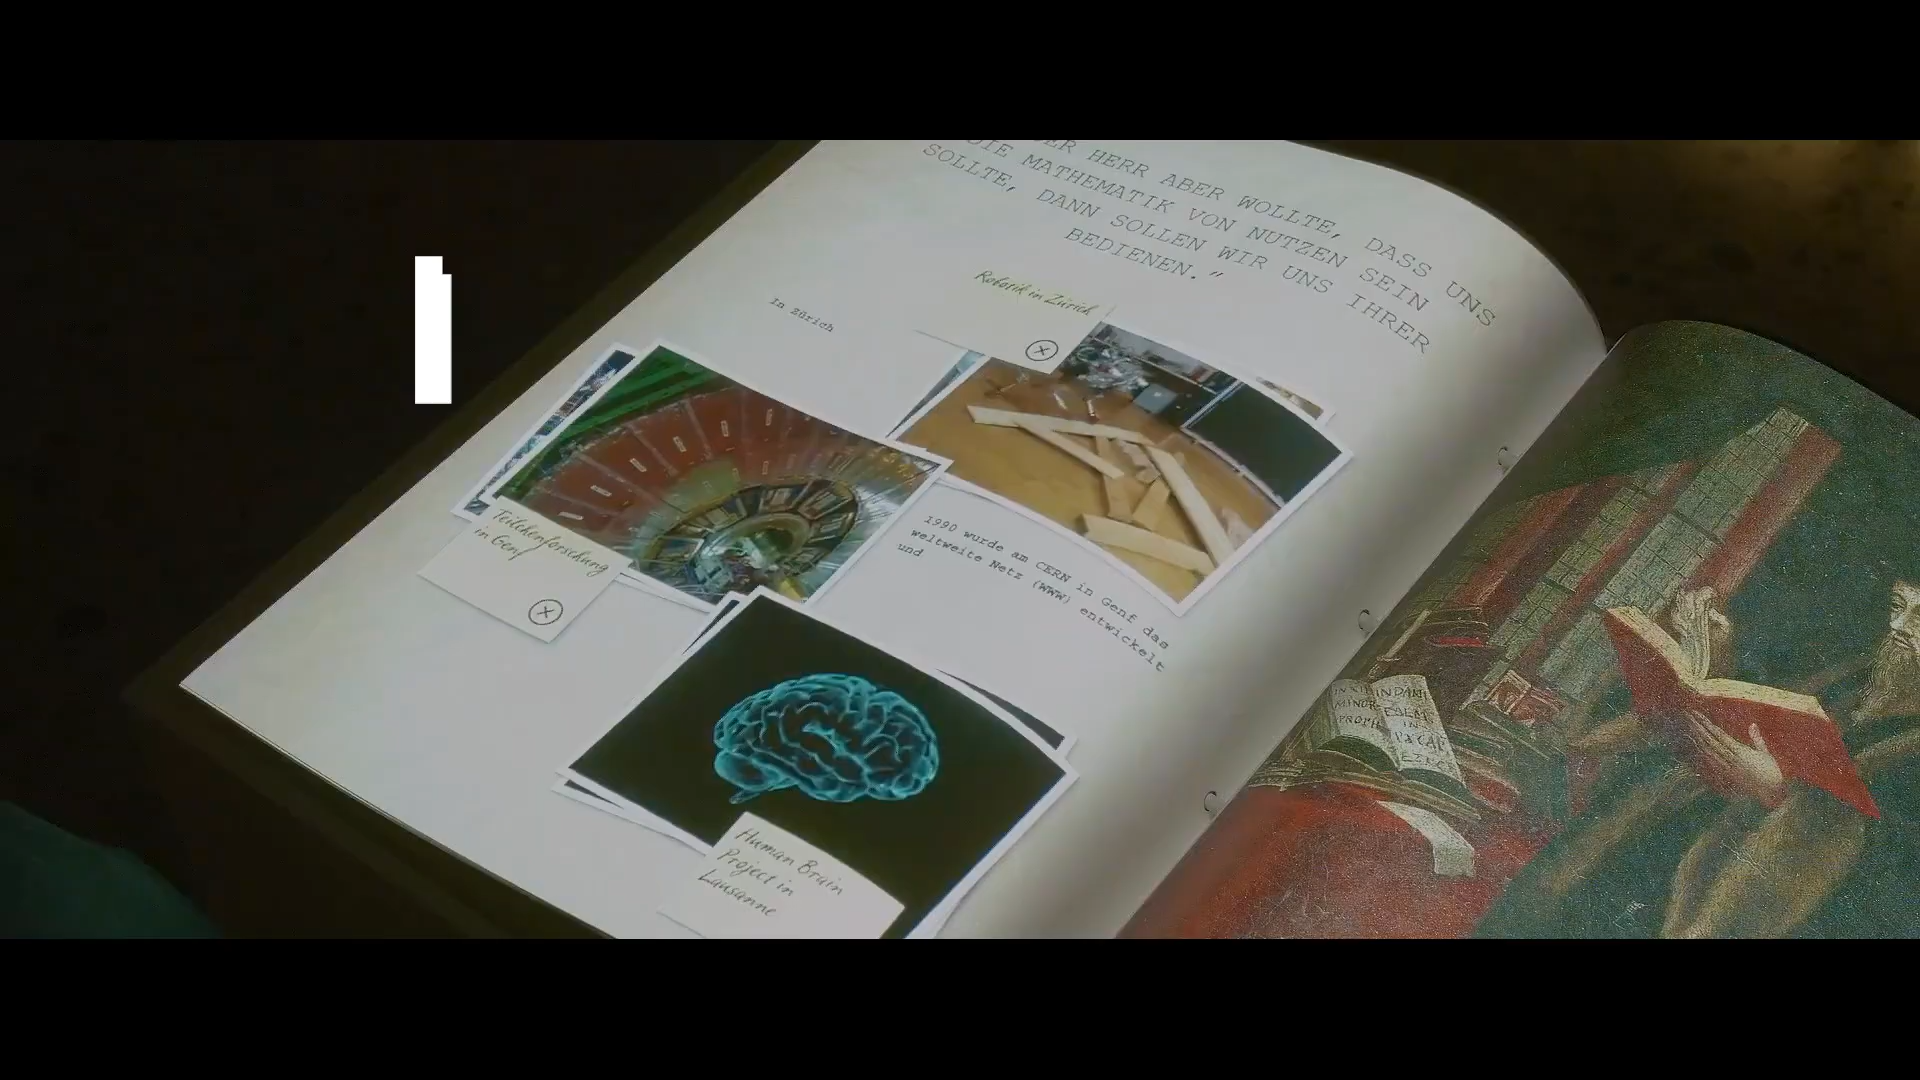 ER HERR ABER WOLLTE, DASS UNS
DIE MATHEMATIK VON NUTZEN SEIN
SOLLTE, DANN SOLLEN WIR UNS IHRER
BEDIENEN."
Robotik in Zürich
In Zürich
Teilchenforschung
in Genf
1990 wurde am CERN in Genf das
weltweite Netz (WWW) entwickelt
und
Human Brain
Project in
Lausanne